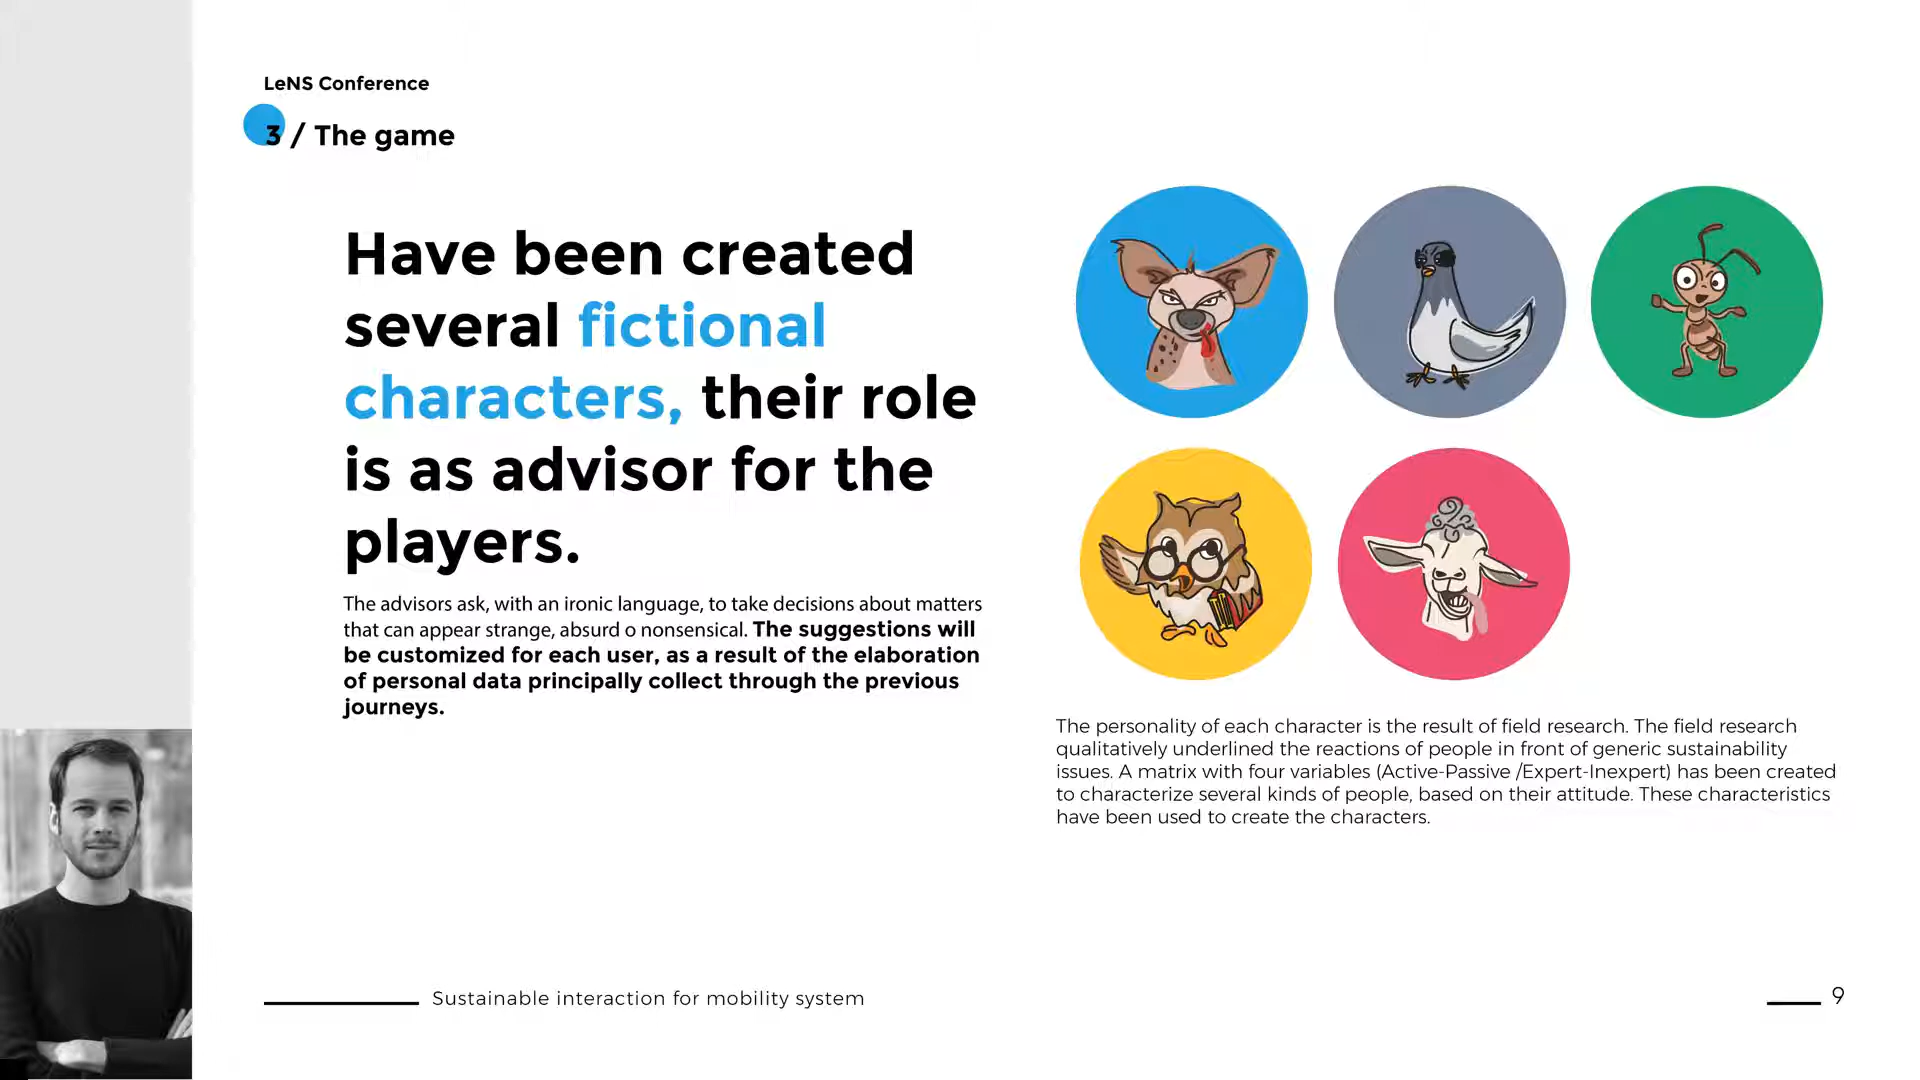 LeNS Conference
3 / The game
Have been created
several fictional
characters, their role
is as advisor for the
players.
The advisors ask, with an ironic language, to take decisions about matters
that can appear strange, absurd o nonsensical. The suggestions will
be customized for each user, as a result of the elaboration
of personal data principally collect through the previous
journeys.
The personality of each character is the result of field research. The field research
qualitatively underlined the reactions of people in front of generic sustainability
issues. A matrix with four variables (Active-Passive /Expert-Inexpert) has been created
to characterize several kinds of people, based on their attitude. These characteristics
have been used to create the characters.
Sustainable interaction for mobility system
9